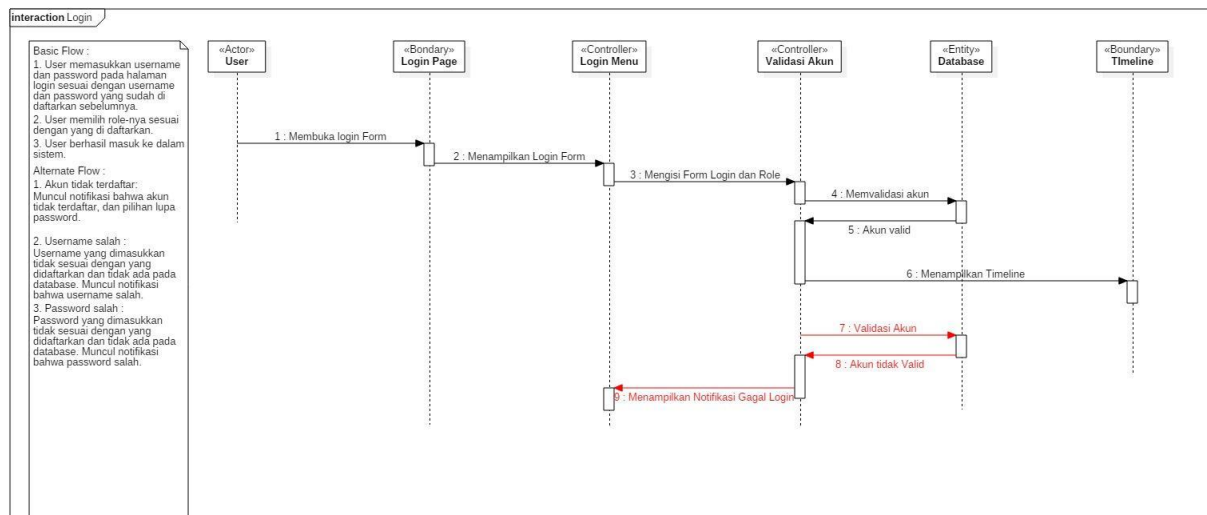 interaction Login
Basic Flow :
1. User memasukkan username
dan password pada halaman
login sesuai dengan username
dan password yang sudah di
daftarkan sebelumnya.
2. User memilih role-nya sesuai
dengan yang di daftarkan.
3. User berhasil masuk ke dalam
sistem.
Alternate Flow :
1. Akun tidak terdaftar:
Muncul notifikasi bahwa akun
tidak terdaftar, dan pilihan lupa
password.
2. Username salah :
Username yang dimasukkan
tidak sesuai dengan yang
didaftarkan dan tidak ada pada
database. Muncul notifikasi
bahwa username salah.
3. Password salah :
Password yang dimasukkan
tidak sesuai dengan yang
didaftarkan dan tidak ada pada
database. Muncul notifikasi
bahwa password salah.
«Actor»
User
«Bondary»
Login Page
«Controller»
Login Menu
«Controller»
Validasi Akun
«Entity»
Database
«Boundary»
TImeline
1 : Membuka login Form
2 : Menampilkan Login Form
3 : Mengisi Form Login dan Role
4 : Memvalidasi akun
5 : Akun valid
6 : Menampilkan Timeline
7 : Validasi Akun
8 : Akun tidak Valid
9 : Menampilkan Notifikasi Gagal Login